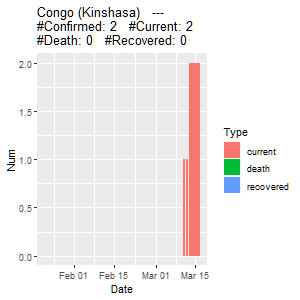 Congo (Kinshasa)   ---
#Confirmed: 2   #Current: 2
#Death: 0   #Recovered: 0
2.0
1.5
1.0
0.5
0.0
Num
Feb 01
Feb 15
Mar 01
Mar 15
Date
Type
current
death
recovered